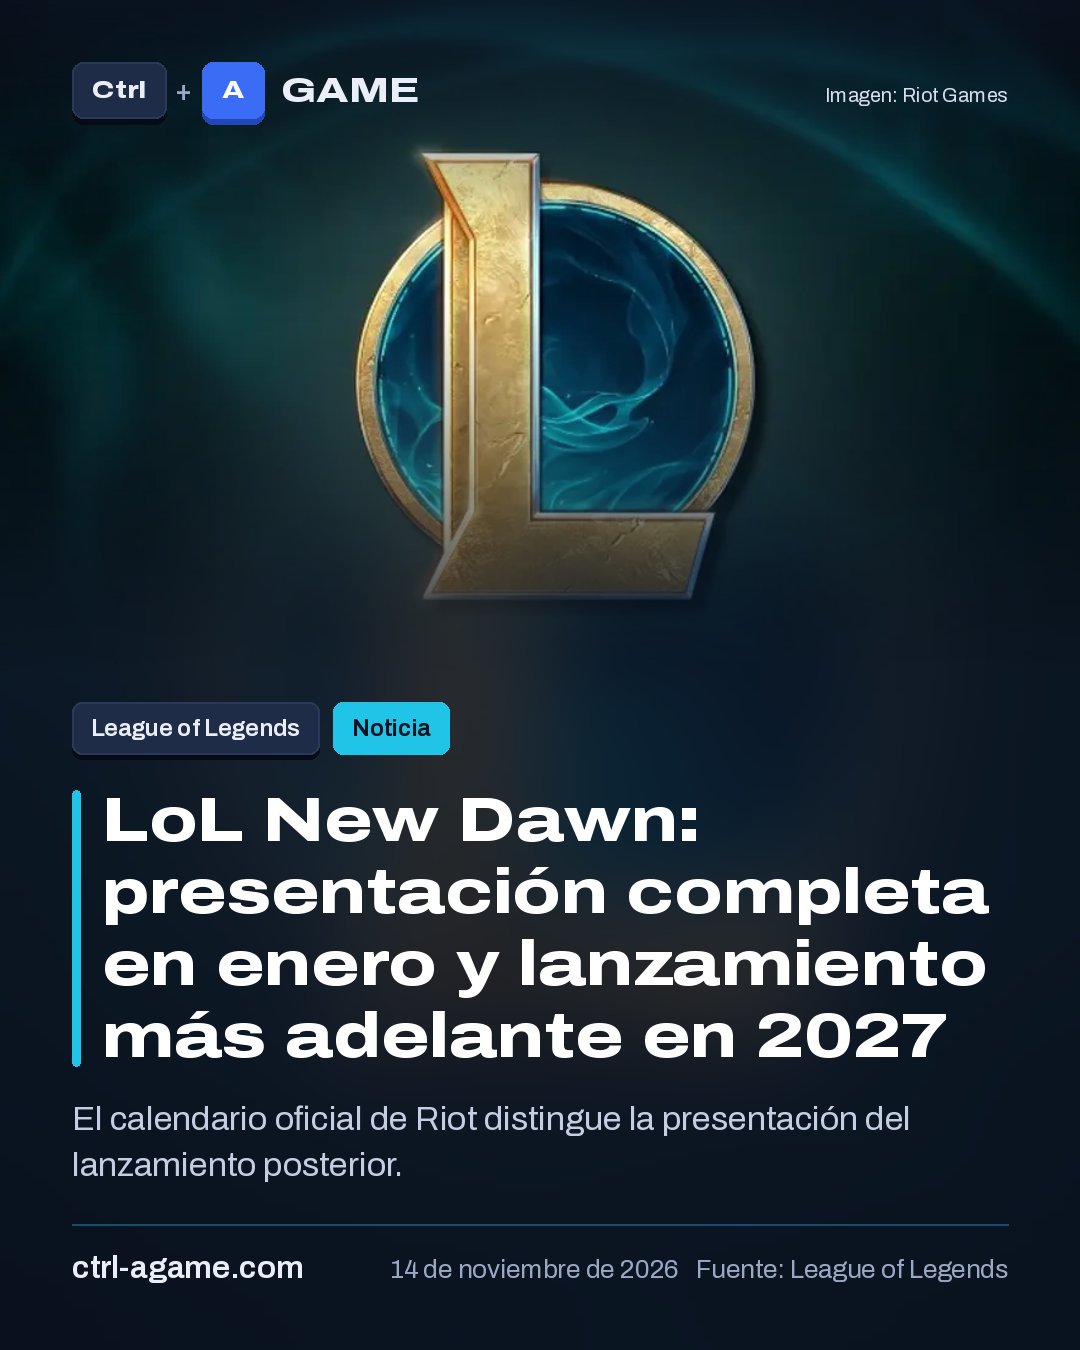 Ctrl + A GAME
Imagen: Riot Games
League of Legends
Noticia
LoL New Dawn:
presentación completa
en enero y lanzamiento
más adelante en 2027
El calendario oficial de Riot distingue la presentación del
lanzamiento posterior.
ctrl-agame.com
14 de noviembre de 2026 Fuente: League of Legends